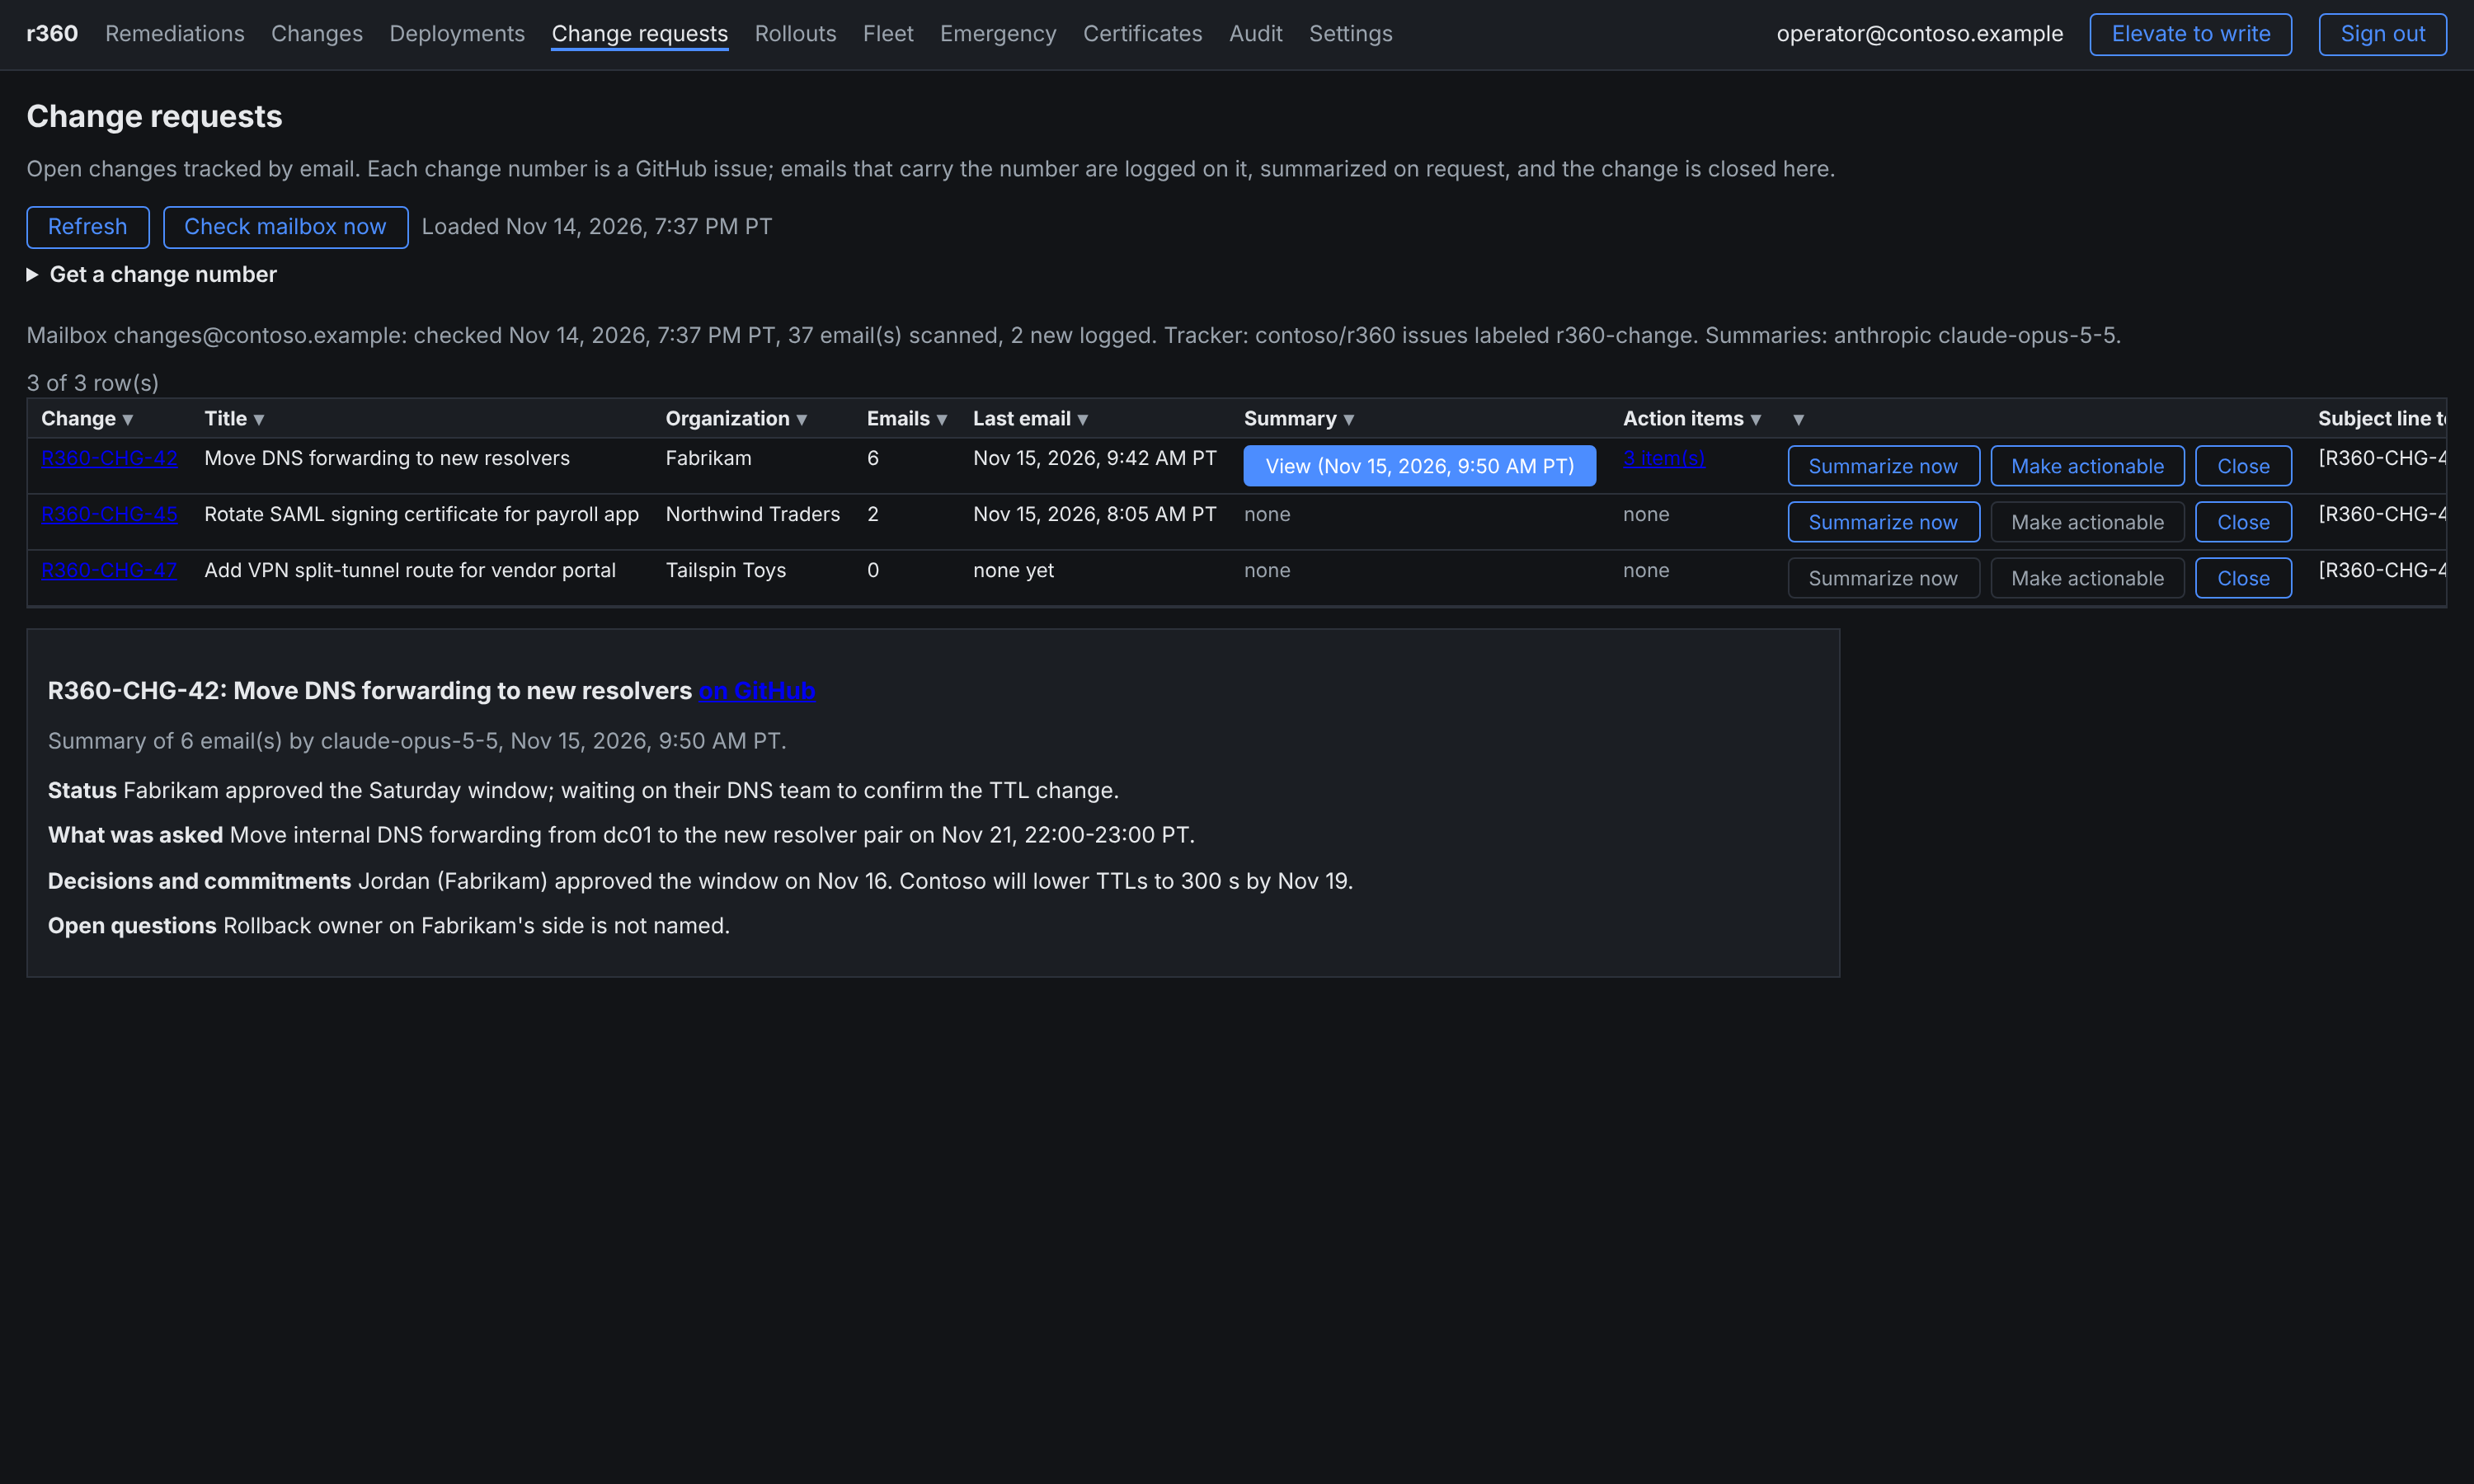 r360 Remediations Changes Deployments Change requests Rollouts Fleet Emergency Certificates Audit Settings operator@contoso.example Elevate to write Sign out
Change requests
Open changes tracked by email. Each change number is a GitHub issue; emails that carry the number are logged on it, summarized on request, and the change is closed here.
Refresh Check mailbox now Loaded Nov 14, 2026, 7:37 PM PT
▶ Get a change number
Mailbox changes@contoso.example: checked Nov 14, 2026, 7:37 PM PT, 37 email(s) scanned, 2 new logged. Tracker: contoso/r360 issues labeled r360-change. Summaries: anthropic claude-opus-5-5.
3 of 3 row(s)
Change ▼ Title ▼ Organization ▼ Emails ▼ Last email ▼ Summary ▼ Action items ▼ ▼ Subject line t
R360-CHG-42 Move DNS forwarding to new resolvers Fabrikam 6 Nov 15, 2026, 9:42 AM PT View (Nov 15, 2026, 9:50 AM PT) 3 item(s) Summarize now Make actionable Close [R360-CHG-4
R360-CHG-45 Rotate SAML signing certificate for payroll app Northwind Traders 2 Nov 15, 2026, 8:05 AM PT none none Summarize now Make actionable Close [R360-CHG-4
R360-CHG-47 Add VPN split-tunnel route for vendor portal Tailspin Toys 0 none yet none none Summarize now Make actionable Close [R360-CHG-4
R360-CHG-42: Move DNS forwarding to new resolvers on GitHub
Summary of 6 email(s) by claude-opus-5-5, Nov 15, 2026, 9:50 AM PT.
Status Fabrikam approved the Saturday window; waiting on their DNS team to confirm the TTL change.
What was asked Move internal DNS forwarding from dc01 to the new resolver pair on Nov 21, 22:00-23:00 PT.
Decisions and commitments Jordan (Fabrikam) approved the window on Nov 16. Contoso will lower TTLs to 300 s by Nov 19.
Open questions Rollback owner on Fabrikam's side is not named.